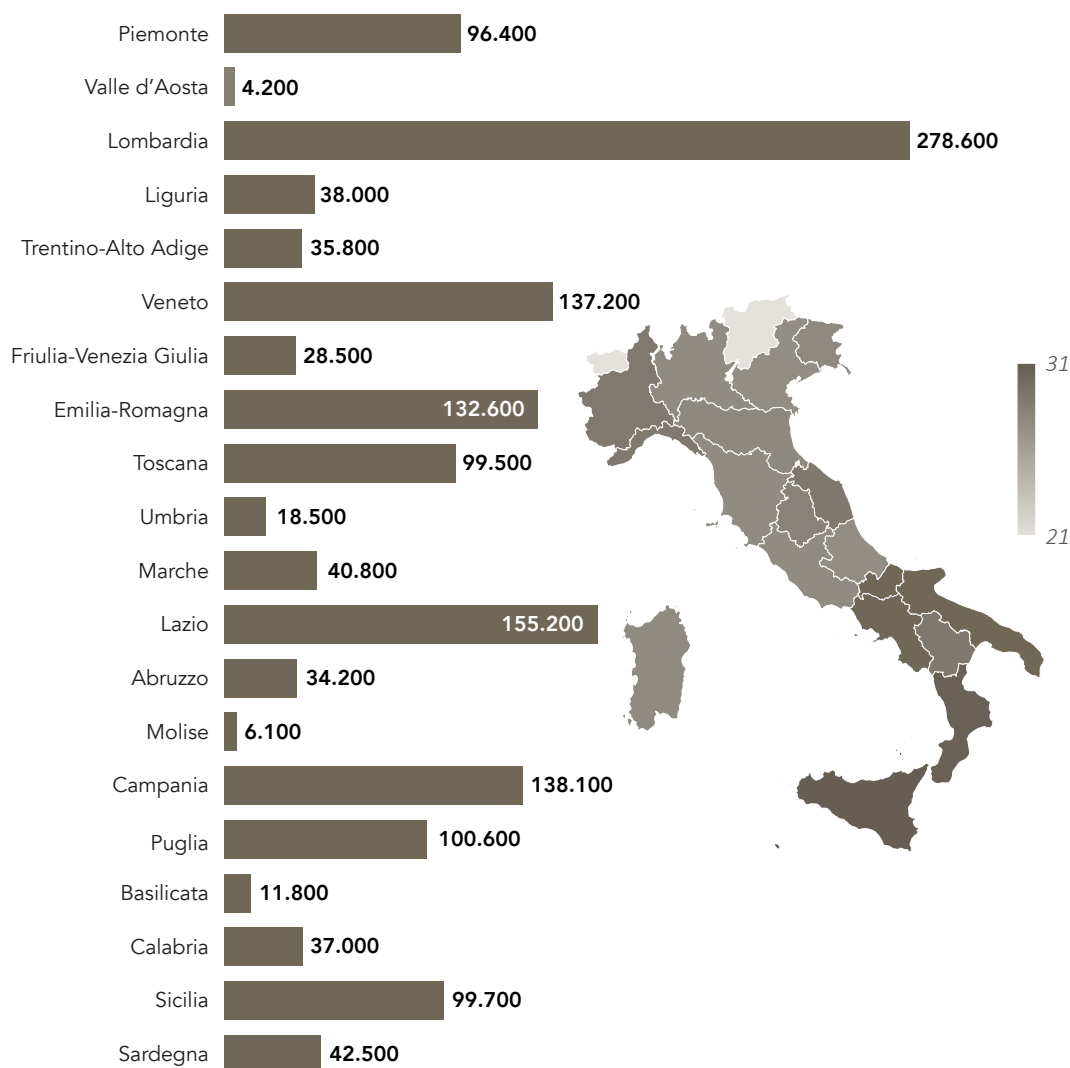 Piemonte 96.400
Valle d’Aosta 4.200
Lombardia 278.600
Liguria 38.000
Trentino-Alto Adige 35.800
Veneto 137.200
Friulia-Venezia Giulia 28.500
Emilia-Romagna 132.600
Toscana 99.500
Umbria 18.500
Marche 40.800
Lazio 155.200
Abruzzo 34.200
Molise 6.100
Campania 138.100
Puglia 100.600
Basilicata 11.800
Calabria 37.000
Sicilia 99.700
Sardegna 42.500
31
21